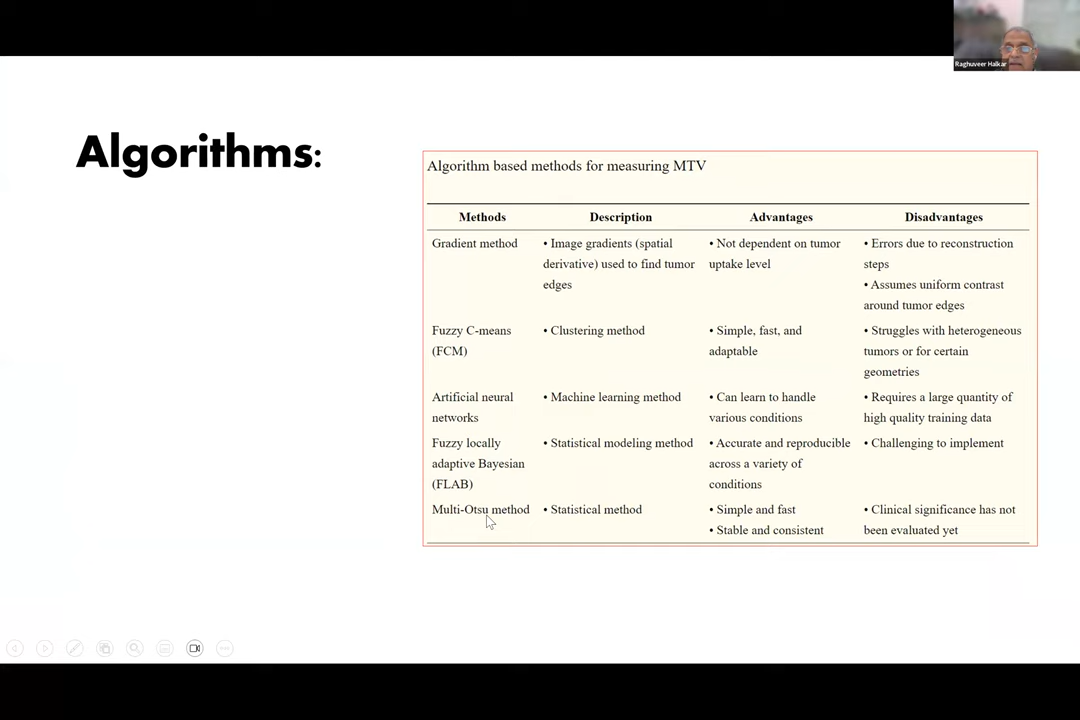 Raghuveer Halkar
Algorithms:
Algorithm based methods for measuring MTV
Methods Description Advantages Disadvantages
Gradient method • Image gradients (spatial • Not dependent on tumor • Errors due to reconstruction
derivative) used to find tumor uptake level steps
edges • Assumes uniform contrast
around tumor edges
Fuzzy C-means • Clustering method • Simple, fast, and • Struggles with heterogeneous
(FCM) adaptable tumors or for certain
geometries
Artificial neural • Machine learning method • Can learn to handle • Requires a large quantity of
networks various conditions high quality training data
Fuzzy locally • Statistical modeling method • Accurate and reproducible • Challenging to implement
adaptive Bayesian across a variety of
(FLAB) conditions
Multi-Otsu method • Statistical method • Simple and fast • Clinical significance has not
• Stable and consistent been evaluated yet